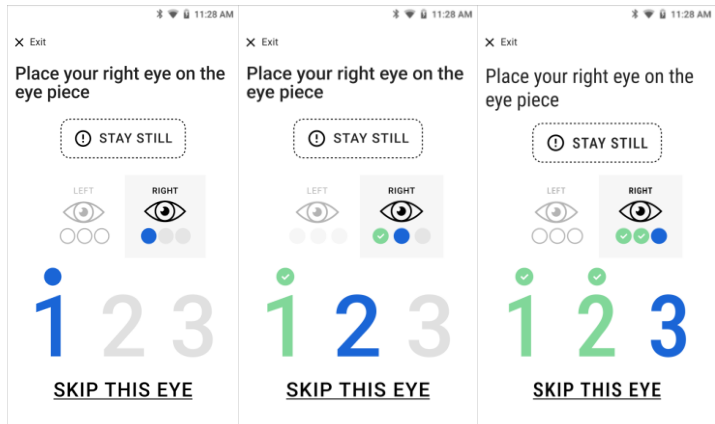 11:28 AM
Exit
Place your right eye on the
eye piece
STAY STILL
LEFT
RIGHT
1 2 3
SKIP THIS EYE
11:28 AM
Exit
Place your right eye on the
eye piece
STAY STILL
LEFT
RIGHT
1 2 3
SKIP THIS EYE
11:28 AM
Exit
Place your right eye on the
eye piece
STAY STILL
LEFT
RIGHT
1 2 3
SKIP THIS EYE